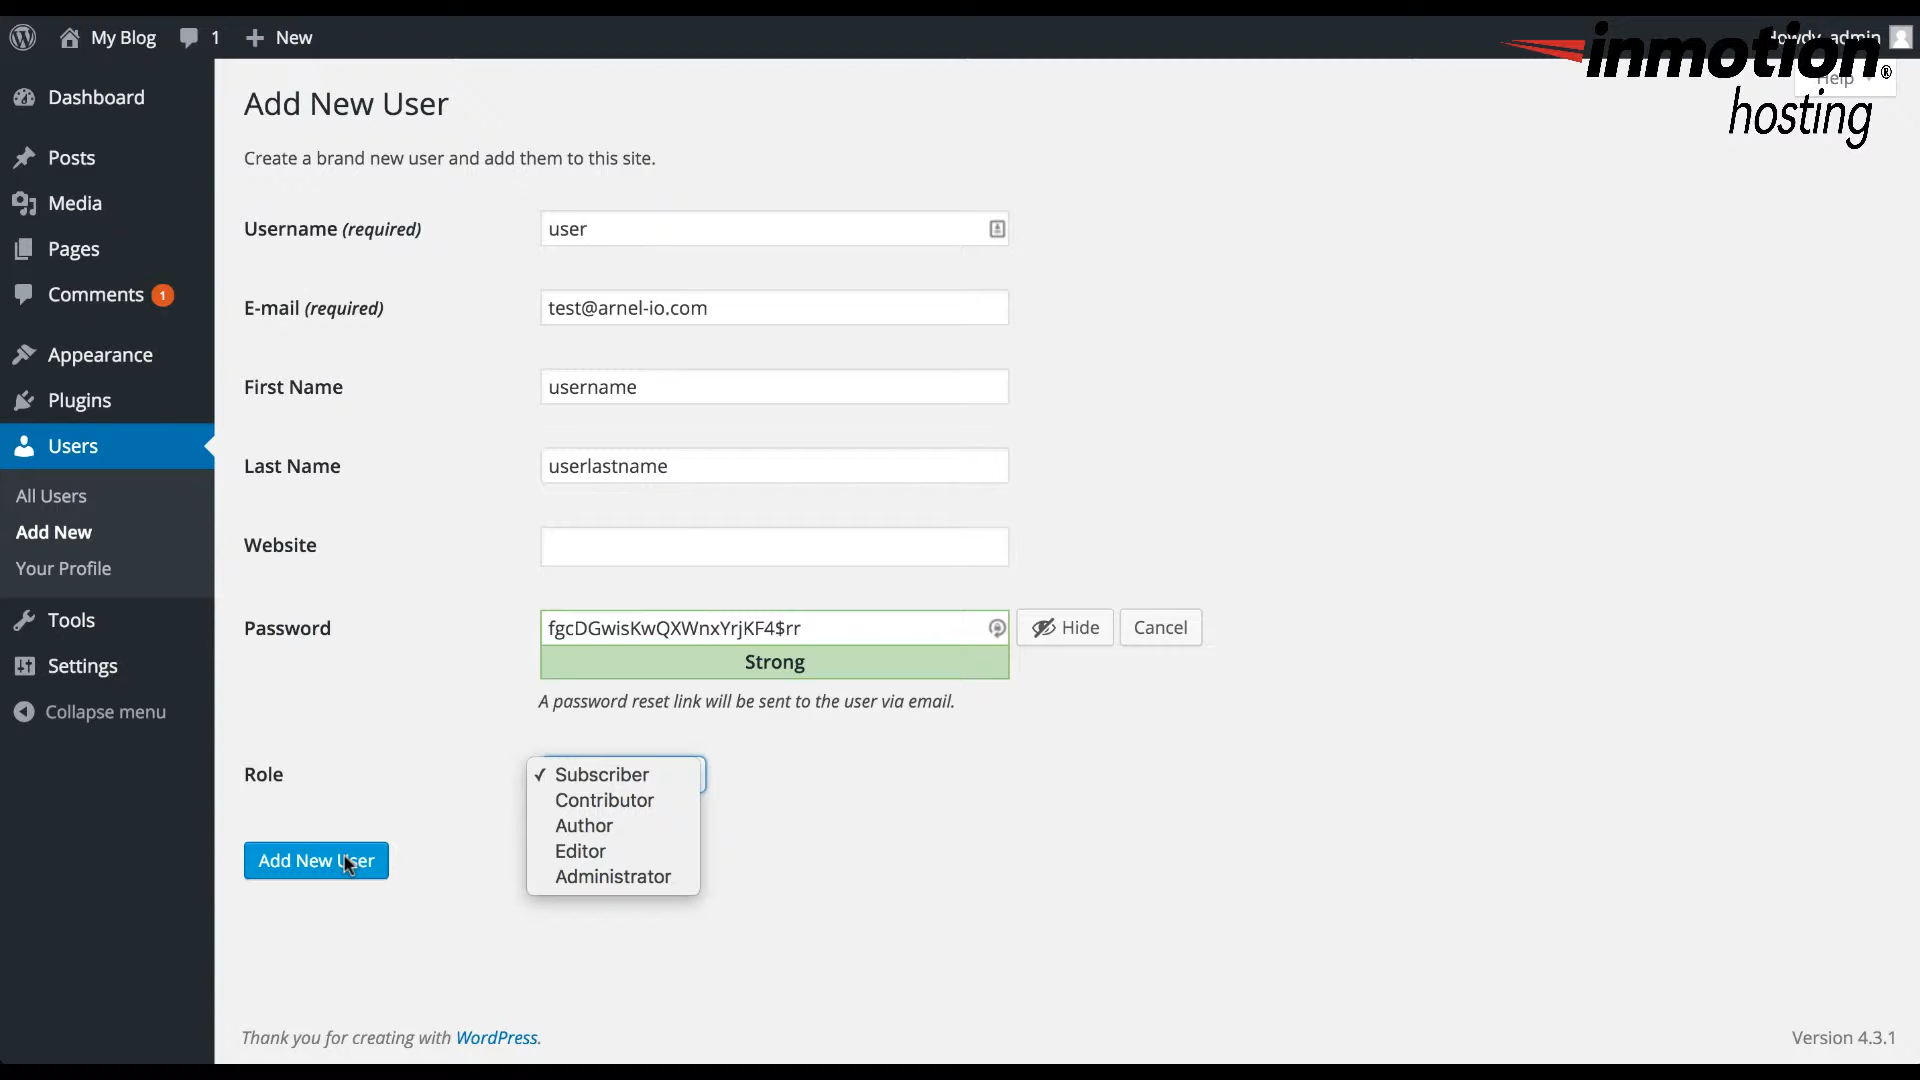 My Blog 1 New
Howdy, admin
inmotion®
hosting
Help
Dashboard
Posts
Media
Pages
Comments 1
Appearance
Plugins
Users
All Users
Add New
Your Profile
Tools
Settings
Collapse menu
Add New User
Create a brand new user and add them to this site.
Username (required) user
E-mail (required) test@arnel-io.com
First Name username
Last Name userlastname
Website
Password fgcDGwisKwQXWnxYrjKF4$rr Hide Cancel
Strong
A password reset link will be sent to the user via email.
Role ✓ Subscriber
Contributor
Author
Editor
Administrator
Add New User
Thank you for creating with WordPress.
Version 4.3.1